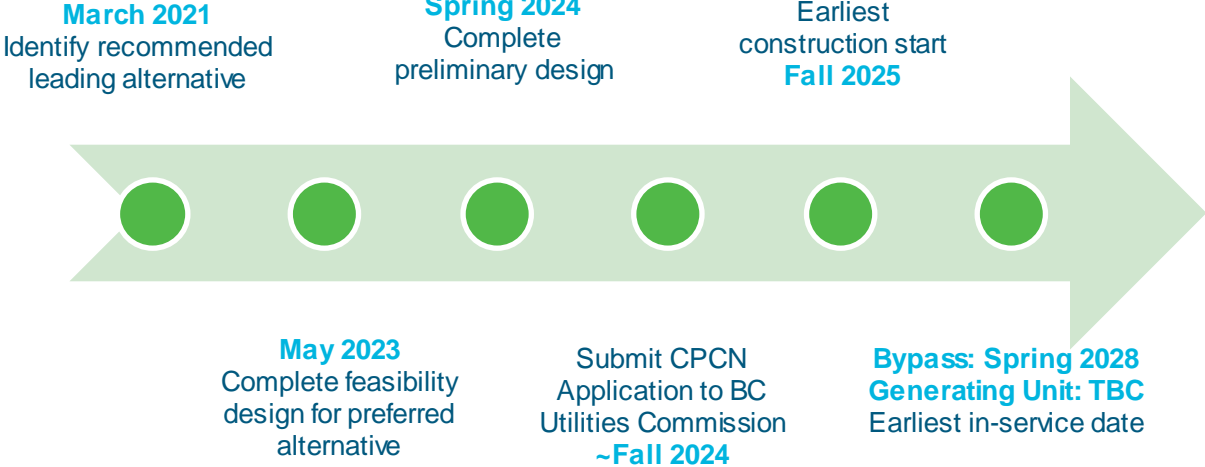 March 2021
Identify recommended
leading alternative
Spring 2024
Complete
preliminary design
Earliest
construction start
Fall 2025
May 2023
Complete feasibility
design for preferred
alternative
Submit CPCN
Application to BC
Utilities Commission
~Fall 2024
Bypass: Spring 2028
Generating Unit: TBC
Earliest in-service date